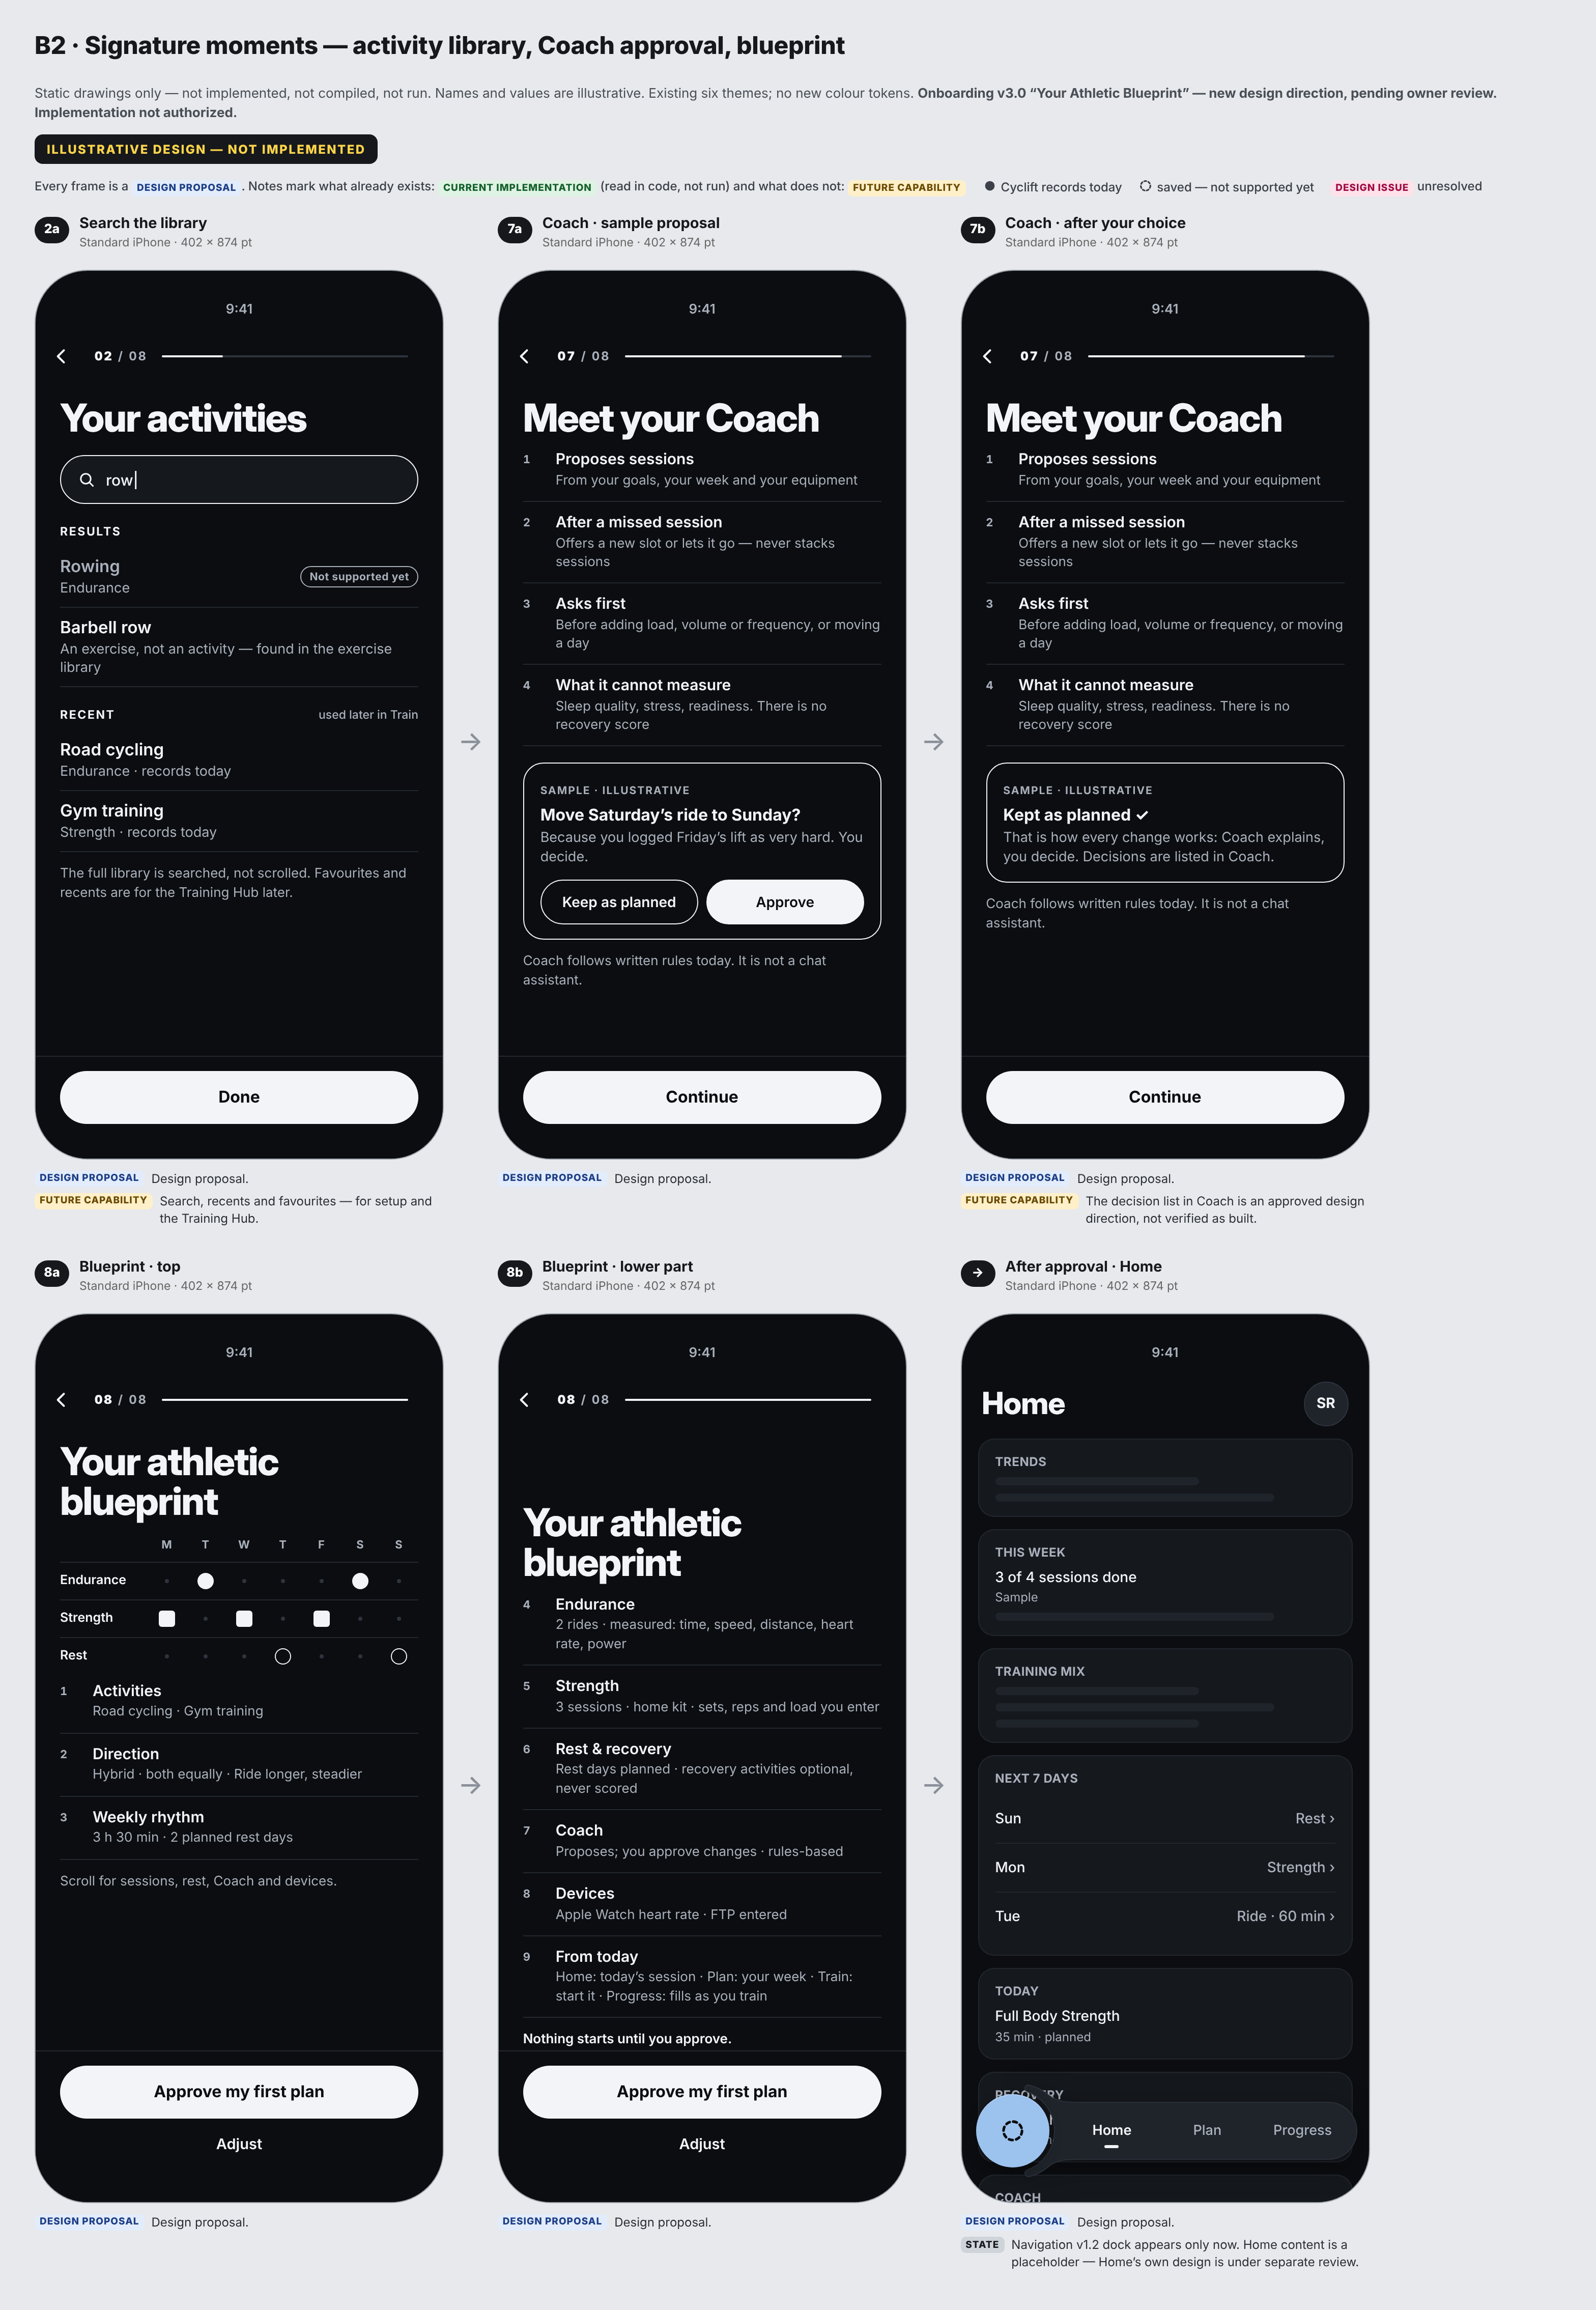 B2 · Signature moments — activity library, Coach approval, blueprint
Static drawings only — not implemented, not compiled, not run. Names and values are illustrative. Existing six themes; no new colour tokens. Onboarding v3.0 “Your Athletic Blueprint” — new design direction, pending owner review.
Implementation not authorized.
ILLUSTRATIVE DESIGN — NOT IMPLEMENTED
Every frame is a DESIGN PROPOSAL . Notes mark what already exists: CURRENT IMPLEMENTATION (read in code, not run) and what does not: FUTURE CAPABILITY Cyclift records today saved — not supported yet DESIGN ISSUE unresolved
2a Search the library
Standard iPhone · 402 × 874 pt
9:41
02 / 08
Your activities
row
RESULTS
Rowing
Endurance
Not supported yet
Barbell row
An exercise, not an activity — found in the exercise
library
RECENT used later in Train
Road cycling
Endurance · records today
Gym training
Strength · records today
The full library is searched, not scrolled. Favourites and
recents are for the Training Hub later.
Done
DESIGN PROPOSAL Design proposal.
FUTURE CAPABILITY Search, recents and favourites — for setup and
the Training Hub.
7a Coach · sample proposal
Standard iPhone · 402 × 874 pt
9:41
07 / 08
Meet your Coach
1 Proposes sessions
From your goals, your week and your equipment
2 After a missed session
Offers a new slot or lets it go — never stacks
sessions
3 Asks first
Before adding load, volume or frequency, or moving
a day
4 What it cannot measure
Sleep quality, stress, readiness. There is no
recovery score
SAMPLE · ILLUSTRATIVE
Move Saturday’s ride to Sunday?
Because you logged Friday’s lift as very hard. You
decide.
Keep as planned Approve
Coach follows written rules today. It is not a chat
assistant.
Continue
DESIGN PROPOSAL Design proposal.
7b Coach · after your choice
Standard iPhone · 402 × 874 pt
9:41
07 / 08
Meet your Coach
1 Proposes sessions
From your goals, your week and your equipment
2 After a missed session
Offers a new slot or lets it go — never stacks
sessions
3 Asks first
Before adding load, volume or frequency, or moving
a day
4 What it cannot measure
Sleep quality, stress, readiness. There is no
recovery score
SAMPLE · ILLUSTRATIVE
Kept as planned ✓
That is how every change works: Coach explains,
you decide. Decisions are listed in Coach.
Coach follows written rules today. It is not a chat
assistant.
Continue
DESIGN PROPOSAL Design proposal.
FUTURE CAPABILITY The decision list in Coach is an approved design
direction, not verified as built.
8a Blueprint · top
Standard iPhone · 402 × 874 pt
9:41
08 / 08
Your athletic
blueprint
M T W T F S S
Endurance
Strength
Rest
1 Activities
Road cycling · Gym training
2 Direction
Hybrid · both equally · Ride longer, steadier
3 Weekly rhythm
3 h 30 min · 2 planned rest days
Scroll for sessions, rest, Coach and devices.
Approve my first plan
Adjust
DESIGN PROPOSAL Design proposal.
8b Blueprint · lower part
Standard iPhone · 402 × 874 pt
9:41
08 / 08
Your athletic
blueprint
4 Endurance
2 rides · measured: time, speed, distance, heart
rate, power
5 Strength
3 sessions · home kit · sets, reps and load you enter
6 Rest & recovery
Rest days planned · recovery activities optional,
never scored
7 Coach
Proposes; you approve changes · rules-based
8 Devices
Apple Watch heart rate · FTP entered
9 From today
Home: today’s session · Plan: your week · Train:
start it · Progress: fills as you train
Nothing starts until you approve.
Approve my first plan
Adjust
DESIGN PROPOSAL Design proposal.
→ After approval · Home
Standard iPhone · 402 × 874 pt
9:41
Home SR
TRENDS
THIS WEEK
3 of 4 sessions done
Sample
TRAINING MIX
NEXT 7 DAYS
Sun Rest ›
Mon Strength ›
Tue Ride · 60 min ›
TODAY
Full Body Strength
35 min · planned
RECOVERY
Home Plan Progress
COACH
DESIGN PROPOSAL Design proposal.
STATE Navigation v1.2 dock appears only now. Home content is a
placeholder — Home’s own design is under separate review.